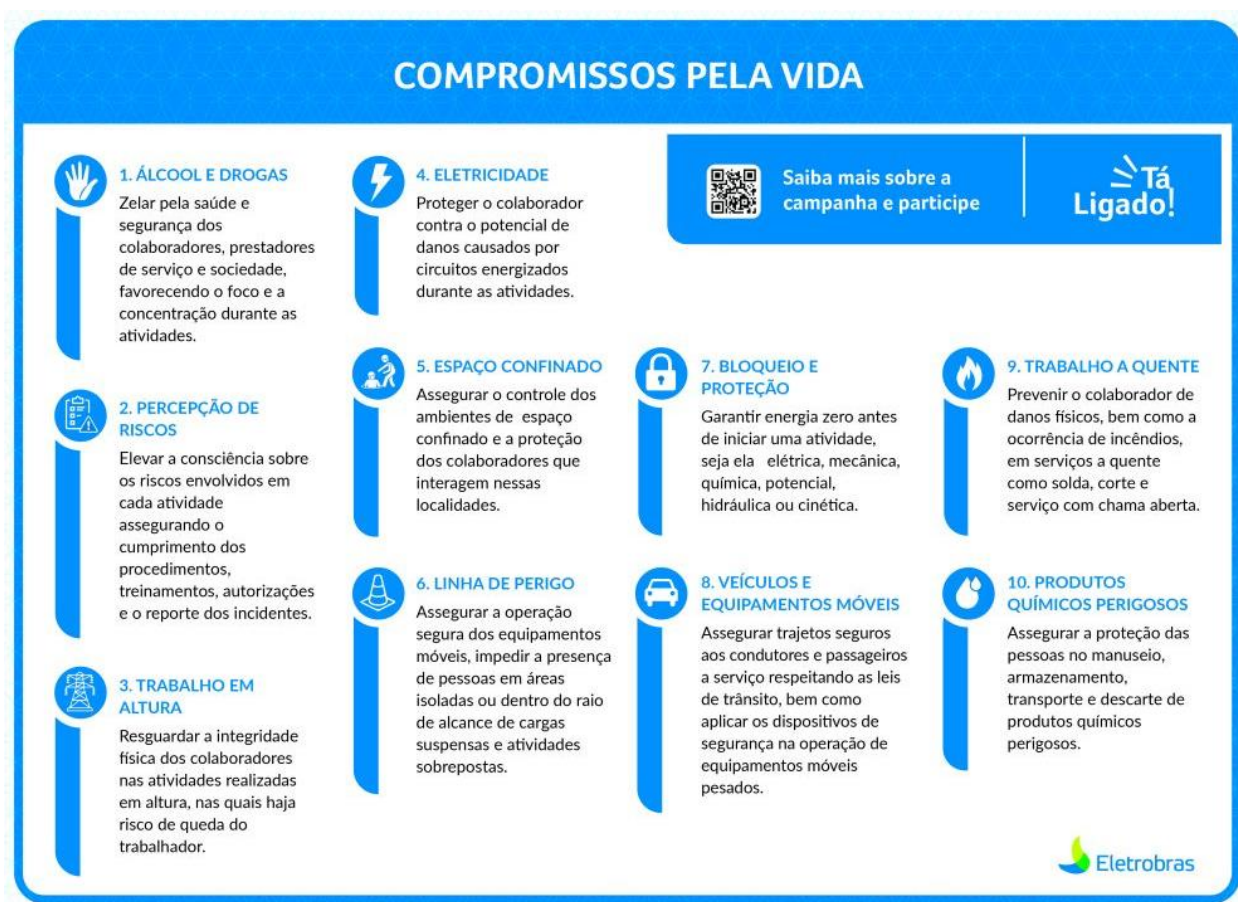 COMPROMISSOS PELA VIDA
Saiba mais sobre a
campanha e participe
Tá
Ligado!
1. ÁLCOOL E DROGAS
Zelar pela saúde e
segurança dos
colaboradores, prestadores
de serviço e sociedade,
favorecendo o foco e a
concentração durante as
atividades.
2. PERCEPÇÃO DE
RISCOS
Elevar a consciência sobre
os riscos envolvidos em
cada atividade
assegurando o
cumprimento dos
procedimentos,
treinamentos, autorizações
e o reporte dos incidentes.
3. TRABALHO EM
ALTURA
Resguardar a integridade
física dos colaboradores
nas atividades realizadas
em altura, nas quais haja
risco de queda do
trabalhador.
4. ELETRICIDADE
Proteger o colaborador
contra o potencial de
danos causados por
circuitos energizados
durante as atividades.
5. ESPAÇO CONFINADO
Assegurar o controle dos
ambientes de espaço
confinado e a proteção
dos colaboradores que
interagem nessas
localidades.
6. LINHA DE PERIGO
Assegurar a operação
segura dos equipamentos
móveis, impedir a presença
de pessoas em áreas
isoladas ou dentro do raio
de alcance de cargas
suspensas e atividades
sobrepostas.
7. BLOQUEIO E
PROTEÇÃO
Garantir energia zero antes
de iniciar uma atividade,
seja ela elétrica, mecânica,
química, potencial,
hidráulica ou cinética.
8. VEÍCULOS E
EQUIPAMENTOS MÓVEIS
Assegurar trajetos seguros
aos condutores e passageiros
a serviço respeitando as leis
de trânsito, bem como
aplicar os dispositivos de
segurança na operação de
equipamentos móveis
pesados.
9. TRABALHO A QUENTE
Prevenir o colaborador de
danos físicos, bem como a
ocorrência de incêndios,
em serviços a quente
como solda, corte e
serviço com chama aberta.
10. PRODUTOS
QUÍMICOS PERIGOSOS
Assegurar a proteção das
pessoas no manuseio,
armazenamento,
transporte e descarte de
produtos químicos
perigosos.
Eletrobras